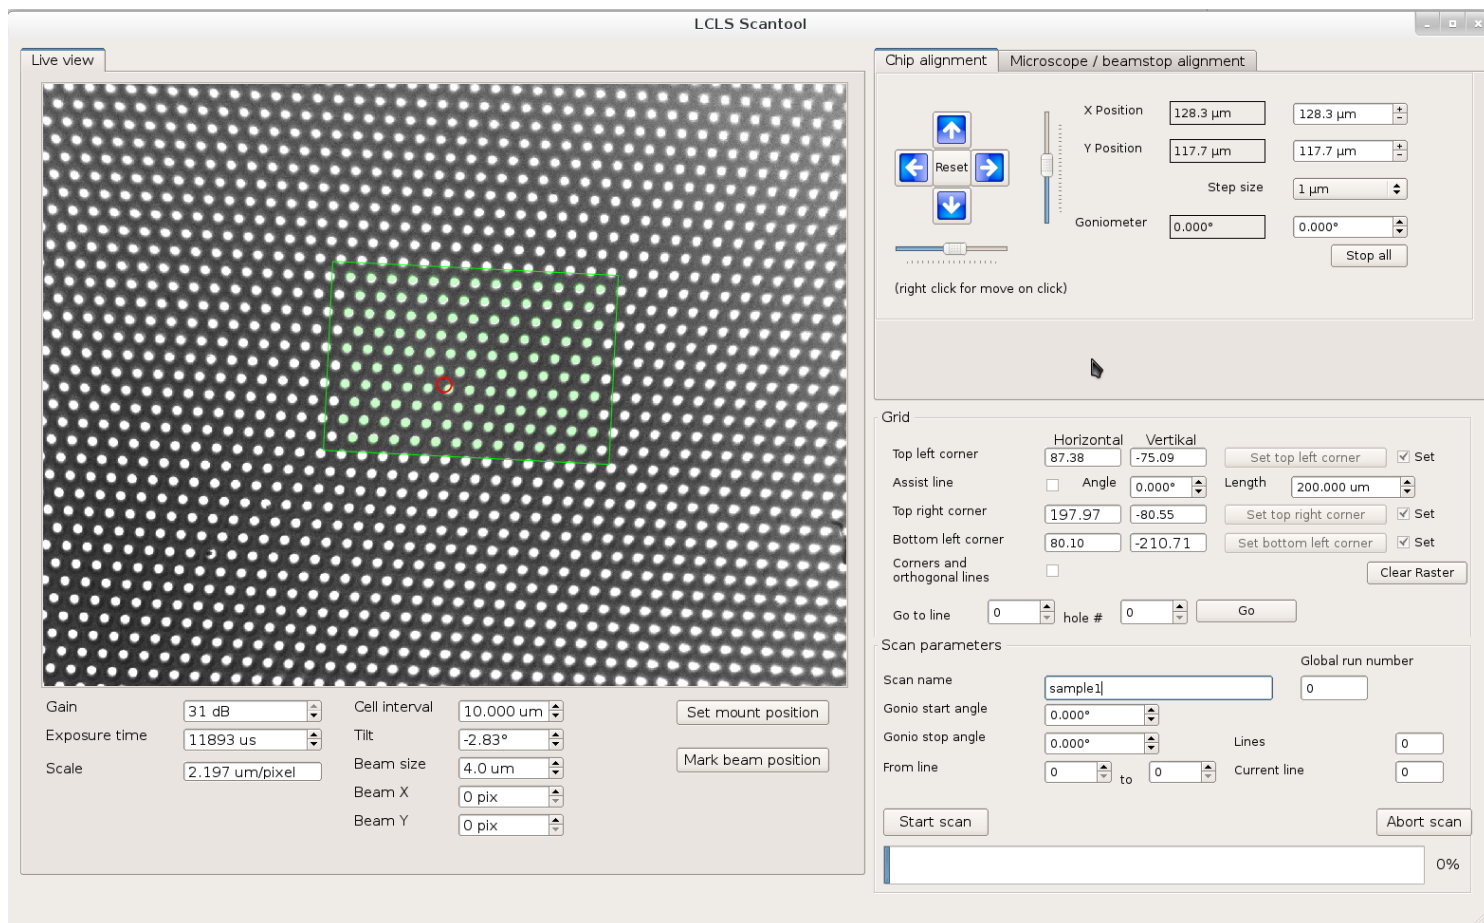 LCLS Scantool
Live view
Chip alignment
Microscope / beamstop alignment
X Position 128.3 µm 128.3 µm
Y Position 117.7 µm 117.7 µm
Reset
Step size 1 µm
Goniometer 0.000° 0.000°
Stop all
(right click for move on click)
Grid
Horizontal Vertikal
Top left corner 87.38 -75.09 Set top left corner Set
Assist line Angle 0.000° Length 200.000 um
Top right corner 197.97 -80.55 Set top right corner Set
Bottom left corner 80.10 -210.71 Set bottom left corner Set
Corners and
orthogonal lines
Clear Raster
Go to line 0 hole # 0 Go
Scan parameters
Global run number
Scan name sample1 0
Gonio start angle 0.000°
Gonio stop angle 0.000° Lines 0
From line 0 to 0 Current line 0
Start scan Abort scan
0%
Gain 31 dB Cell interval 10.000 um Set mount position
Exposure time 11893 us Tilt -2.83°
Scale 2.197 um/pixel Beam size 4.0 um Mark beam position
Beam X 0 pix
Beam Y 0 pix